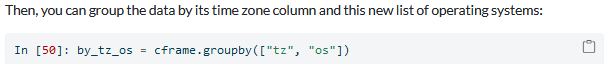 Then, you can group the data by its time zone column and this new list of operating systems:
In [50]: by_tz_os = cframe.groupby(["tz", "os"])